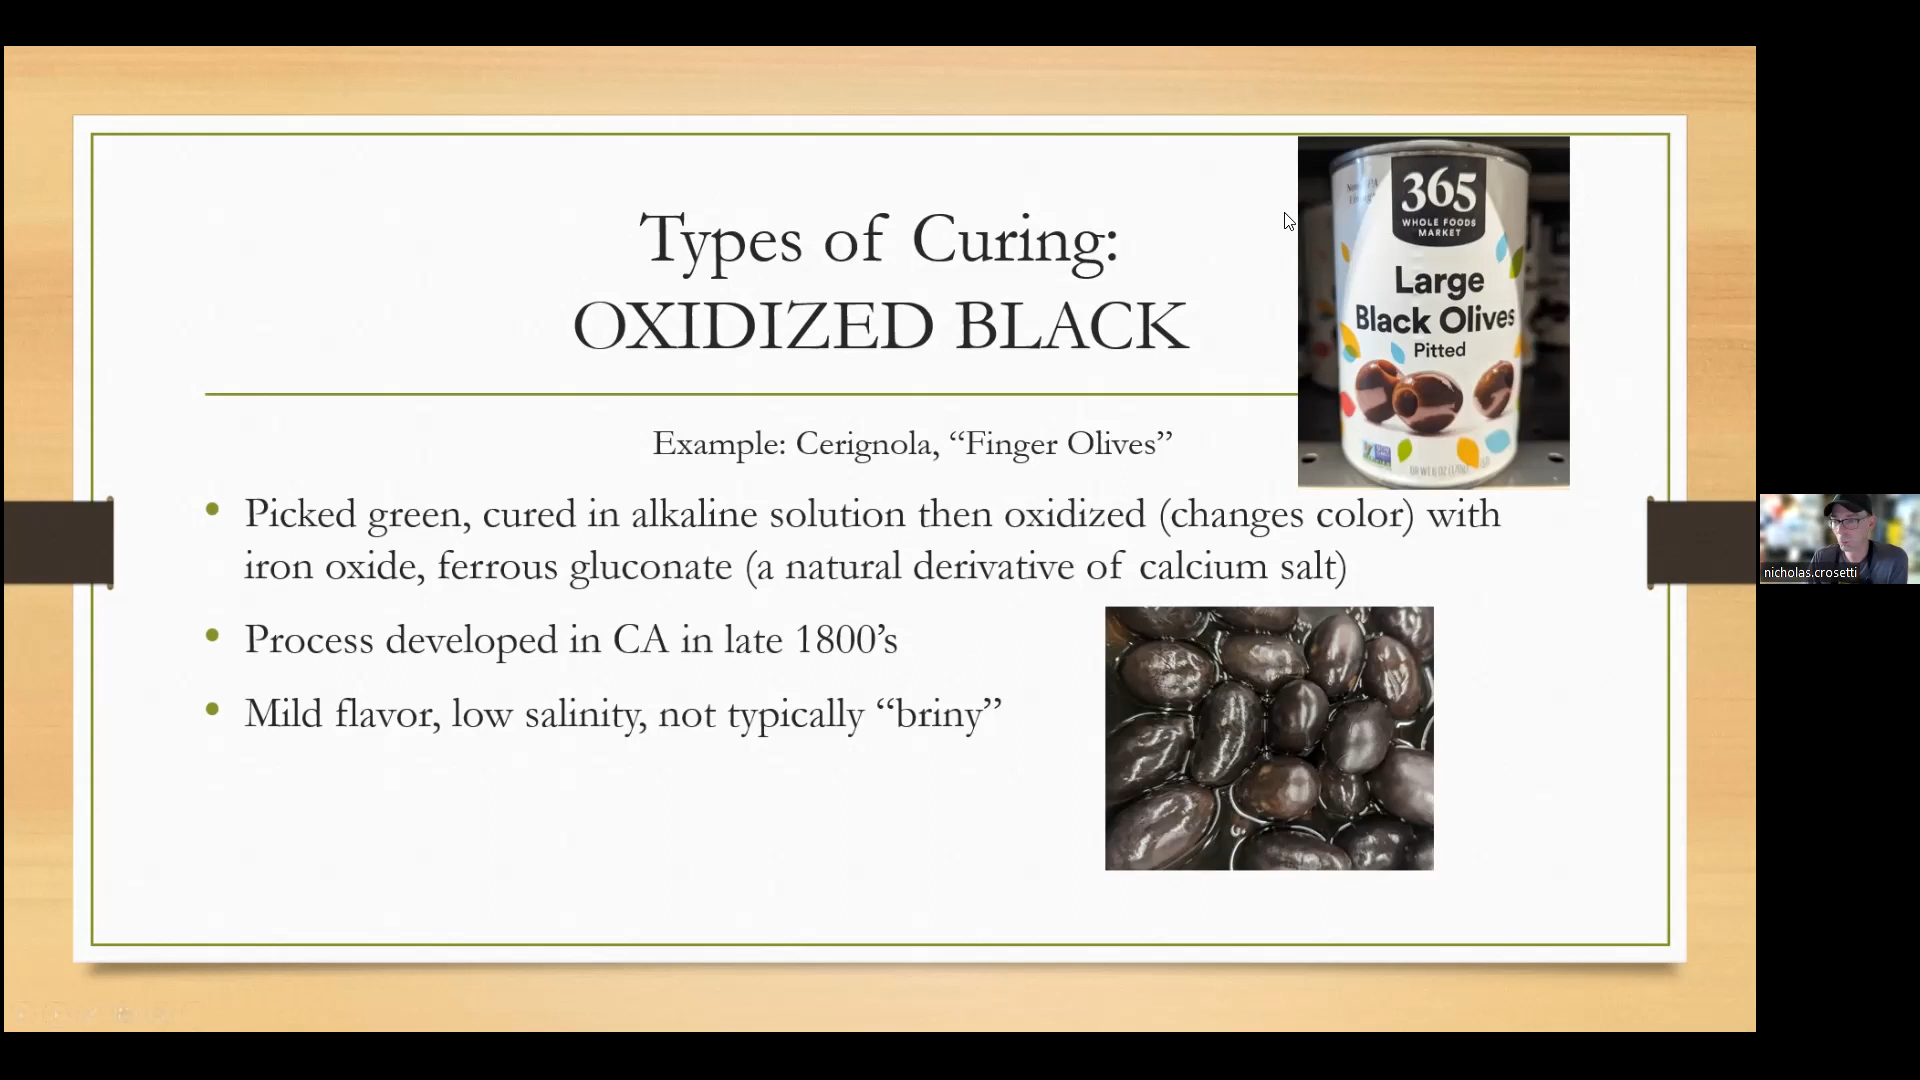 Types of Curing:
OXIDIZED BLACK
365
WHOLE FOODS
MARKET
Large
Black Olives
Pitted
Example: Cerignola, “Finger Olives”
• Picked green, cured in alkaline solution then oxidized (changes color) with
iron oxide, ferrous gluconate (a natural derivative of calcium salt)
• Process developed in CA in late 1800’s
• Mild flavor, low salinity, not typically “briny”
nicholas.crosetti